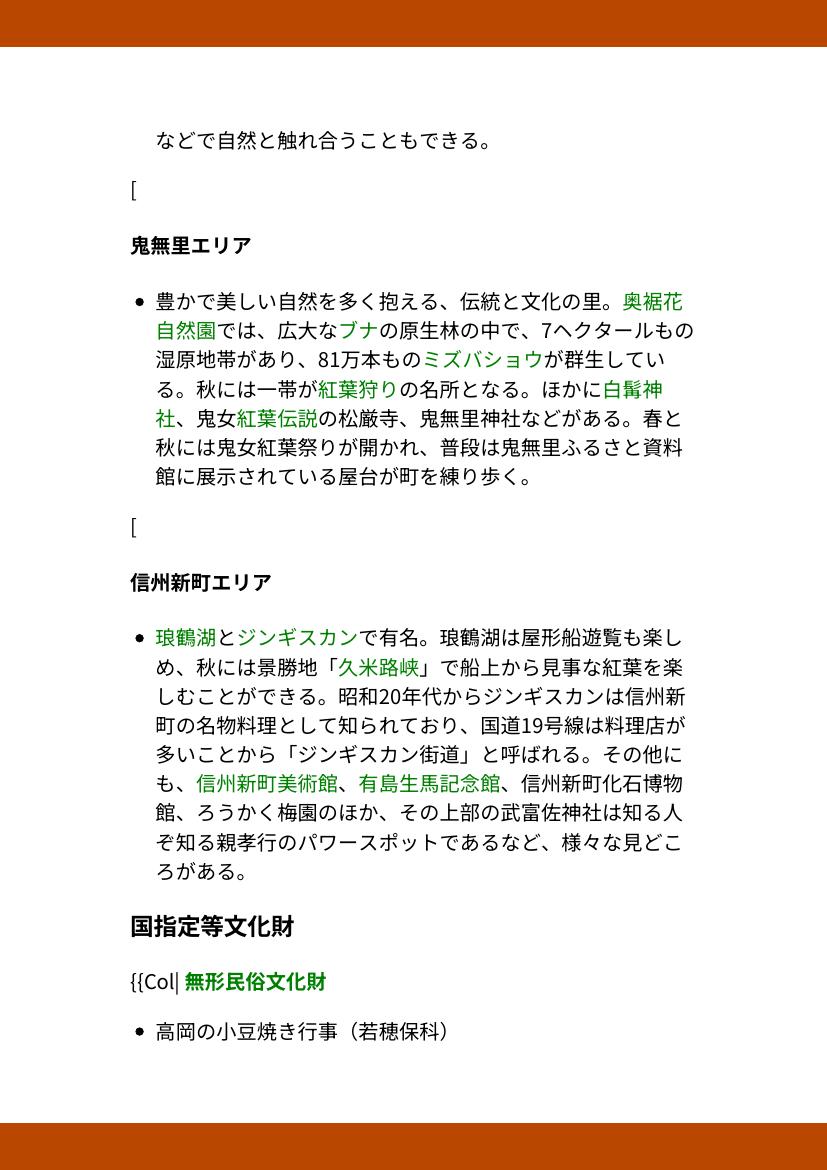 などで自然と触れ合うこともできる。
[
鬼無里エリア
● 豊かで美しい自然を多く抱える、伝統と文化の里。奥裾花
自然園では、広大なブナの原生林の中で、7ヘクタールもの
湿原地帯があり、81万本ものミズバショウが群生してい
る。秋には一帯が紅葉狩りの名所となる。ほかに白髯神
社、鬼女紅葉伝説の松厳寺、鬼無里神社などがある。春と
秋には鬼女紅葉祭りが開かれ、普段は鬼無里ふるさと資料
館に展示されている屋台が町を練り歩く。
[
信州新町エリア
● 琅鶴湖とジンギスカンで有名。琅鶴湖は屋形船遊覧も楽し
め、秋には景勝地「久米路峡」で船上から見事な紅葉を楽
しむことができる。昭和20年代からジンギスカンは信州新
町の名物料理として知られており、国道19号線は料理店が
多いことから「ジンギスカン街道」と呼ばれる。その他に
も、信州新町美術館、有島生馬記念館、信州新町化石博物
館、ろうかく梅園のほか、その上部の武富佐神社は知る人
ぞ知る親孝行のパワースポットであるなど、様々な見どこ
ろがある。
国指定等文化財
{{Col| 無形民俗文化財
● 高岡の小豆焼き行事（若穂保科）